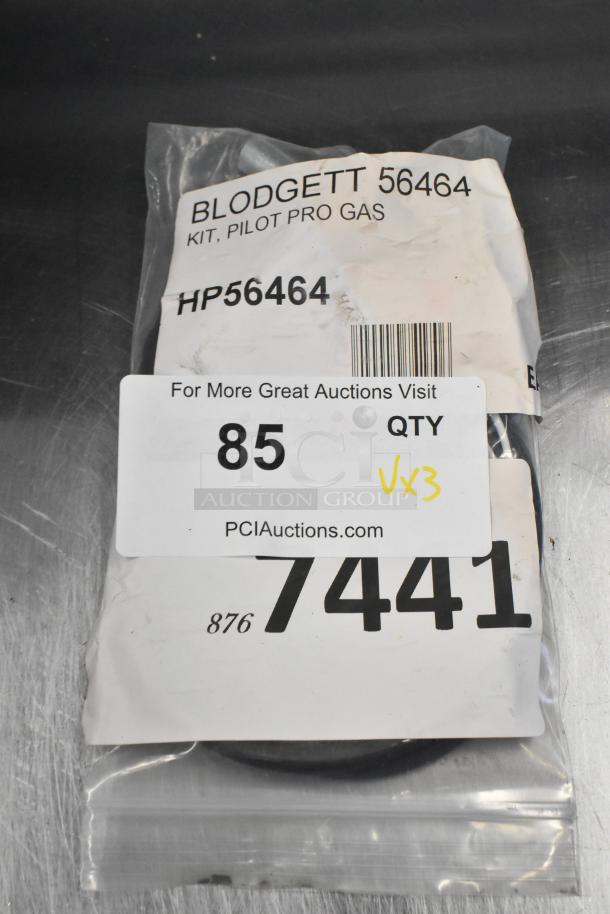 BLODGETT 56464
KIT, PILOT PRO GAS
HP56464
For More Great Auctions Visit
85
QTY
Vx3
pci
AUCTION GROUP
PCIAuctions.com
876 7441